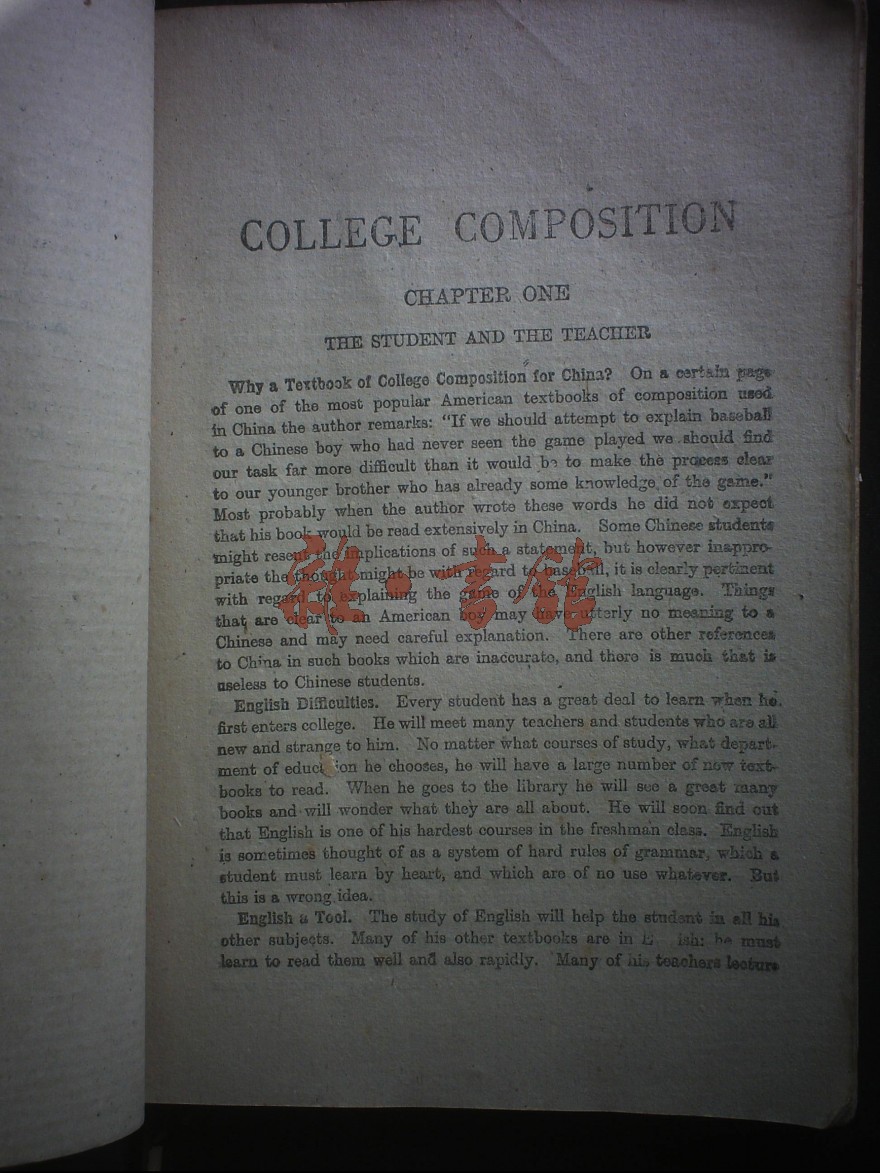 COLLEGE COMPOSITION
CHAPTER ONE
THE STUDENT AND THE TEACHER
Why a Textbook of College Composition for China? On a certain page
of one of the most popular American textbooks of composition used
in China the author remarks: "If we should attempt to explain baseball
to a Chinese boy who had never seen the game played we should find
our task far more difficult than it would be to make the process clear
to our younger brother who has already some knowledge of the game."
Most probably when the author wrote these words he did not expect
that his book would be read extensively in China. Some Chinese students
might resent the implications of such a statement, but however inappro-
priate the thought might be with regard to baseball, it is clearly pertinent
with regard to explaining the game of the English language. Things
that are clear to an American boy may have utterly no meaning to a
Chinese and may need careful explanation. There are other references
to China in such books which are inaccurate, and there is much that is
useless to Chinese students.
English Difficulties. Every student has a great deal to learn when he
first enters college. He will meet many teachers and students who are all
new and strange to him. No matter what courses of study, what depart-
ment of education he chooses, he will have a large number of new text-
books to read. When he goes to the library he will see a great many
books and will wonder what they are all about. He will soon find out
that English is one of his hardest courses in the freshman class. English
is sometimes thought of as a system of hard rules of grammar, which a
student must learn by heart, and which are of no use whatever. But
this is a wrong idea.
English a Tool. The study of English will help the student in all his
other subjects. Many of his other textbooks are in E ish: he must
learn to read them well and also rapidly. Many of his teachers lecture
書館